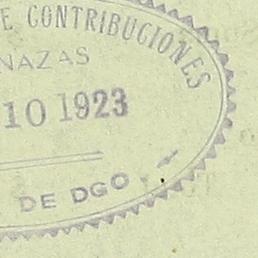 E CONTRIBUCIONES
NAZAS
10 1923
DE DGO.